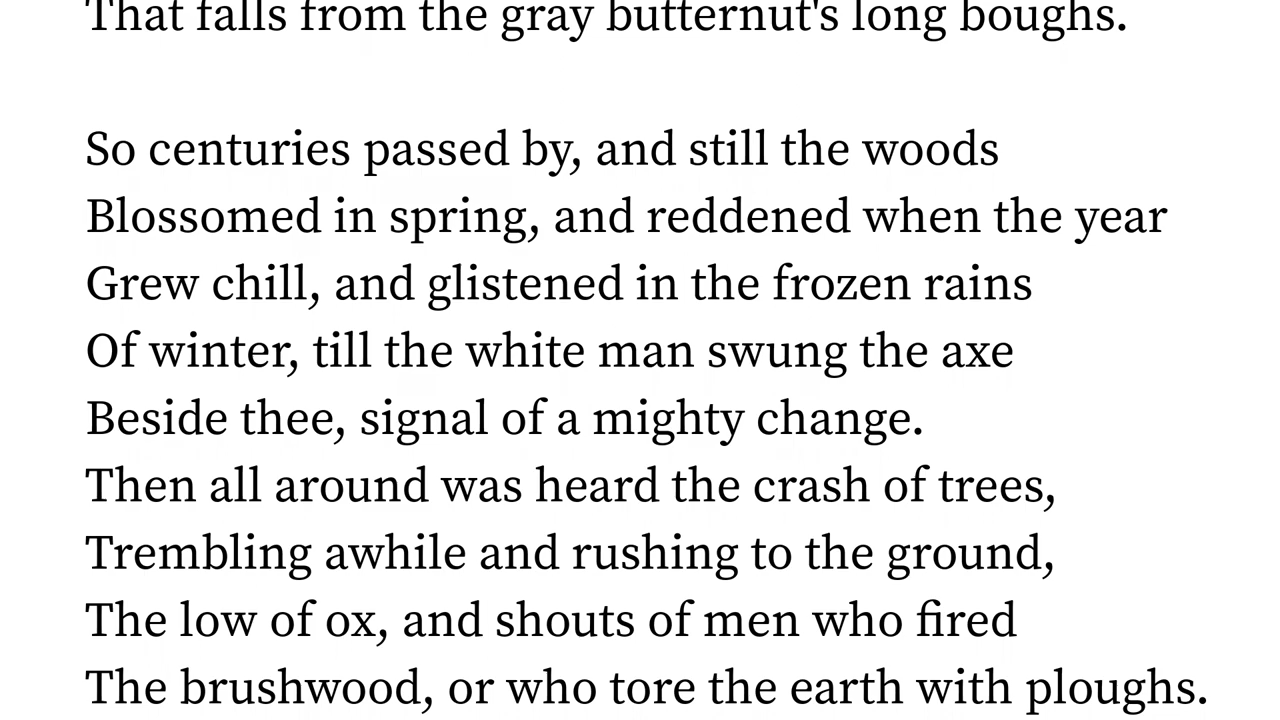 That falls from the gray butternut's long boughs.
So centuries passed by, and still the woods
Blossomed in spring, and reddened when the year
Grew chill, and glistened in the frozen rains
Of winter, till the white man swung the axe
Beside thee, signal of a mighty change.
Then all around was heard the crash of trees,
Trembling awhile and rushing to the ground,
The low of ox, and shouts of men who fired
The brushwood, or who tore the earth with ploughs.